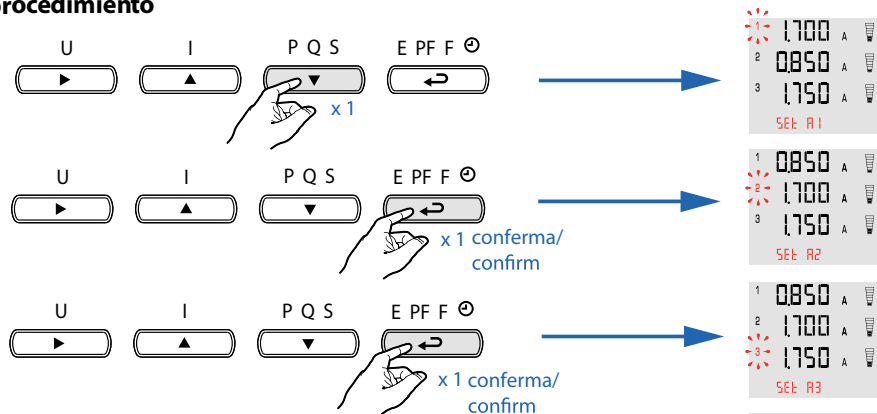 procedimiento
U I P Q S E PF F
x 1
1 1.700 A
2 0.850 A
3 1.750 A
SEt A1
U I P Q S E PF F
x 1 conferma/
confirm
1 0.850 A
2 1.700 A
3 1.750 A
SEt A2
U I P Q S E PF F
x 1 conferma/
confirm
1 0.850 A
2 1.700 A
3 1.750 A
SEt A3